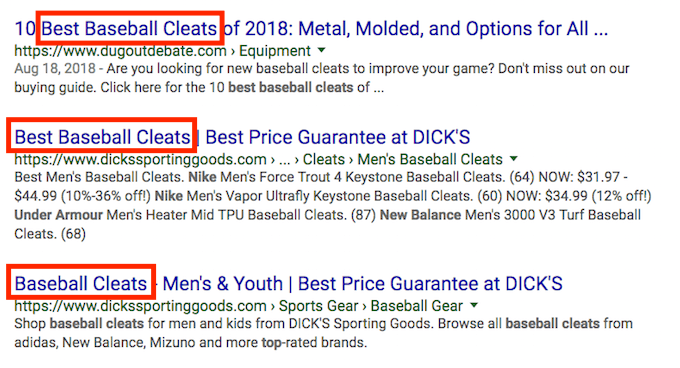 10 Best Baseball Cleats of 2018: Metal, Molded, and Options for All ...
https://www.dugoutdebate.com › Equipment ▼
Aug 18, 2018 - Are you looking for new baseball cleats to improve your game? Don't miss out on our
buying guide. Click here for the 10 best baseball cleats of ...
Best Baseball Cleats | Best Price Guarantee at DICK'S
https://www.dickssportinggoods.com › ... › Cleats › Men's Baseball Cleats ▼
Best Men's Baseball Cleats. Nike Men's Force Trout 4 Keystone Baseball Cleats. (64) NOW: $31.97 -
$44.99 (10%-36% off!) Nike Men's Vapor Ultrafly Keystone Baseball Cleats. (60) NOW: $34.99 (12% off!)
Under Armour Men's Heater Mid TPU Baseball Cleats. (87) New Balance Men's 3000 V3 Turf Baseball
Cleats. (68)
Baseball Cleats - Men's & Youth | Best Price Guarantee at DICK'S
https://www.dickssportinggoods.com › Sports Gear › Baseball Gear ▼
Shop baseball cleats for men and kids from DICK'S Sporting Goods. Browse all baseball cleats from
adidas, New Balance, Mizuno and more top-rated brands.